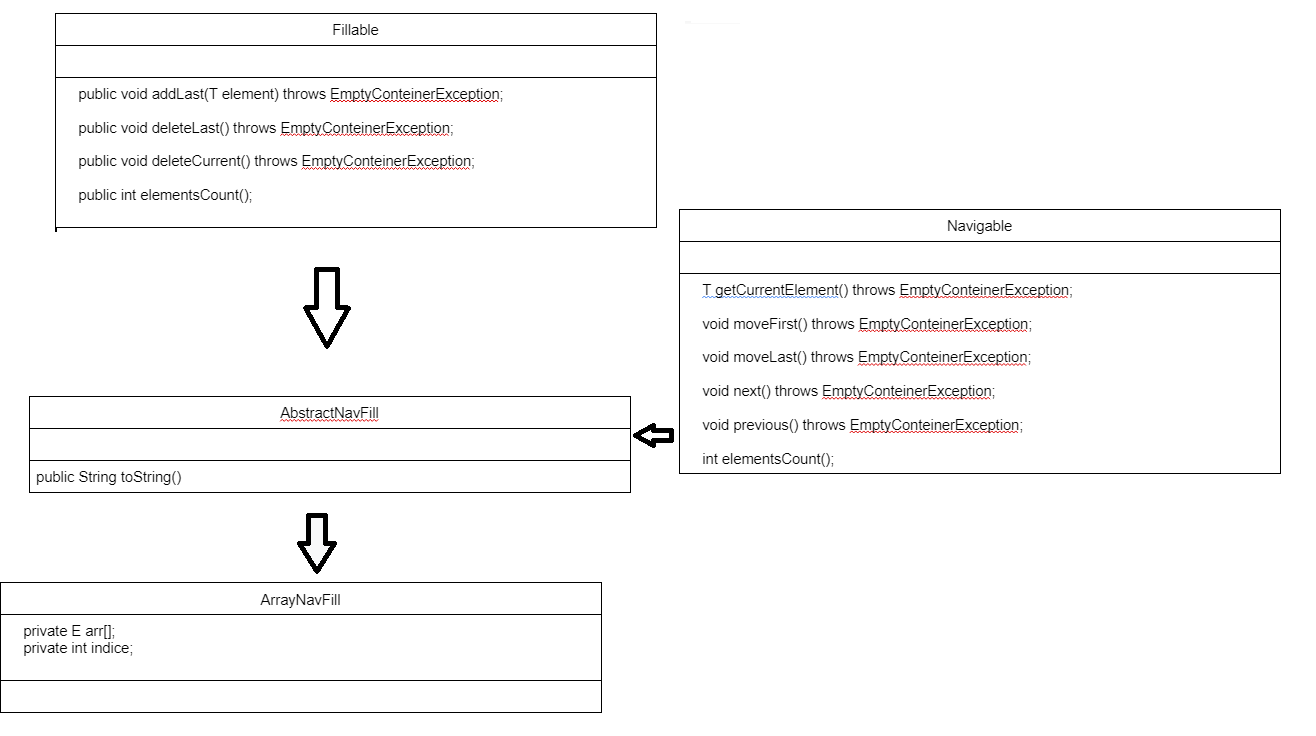 Fillable
public void addLast(T element) throws EmptyConteinerException;
public void deleteLast() throws EmptyConteinerException;
public void deleteCurrent() throws EmptyConteinerException;
public int elementsCount();
Navigable
T getCurrentElement() throws EmptyConteinerException;
void moveFirst() throws EmptyConteinerException;
void moveLast() throws EmptyConteinerException;
void next() throws EmptyConteinerException;
void previous() throws EmptyConteinerException;
int elementsCount();
AbstractNavFill
public String toString()
ArrayNavFill
private E arr[];
private int indice;